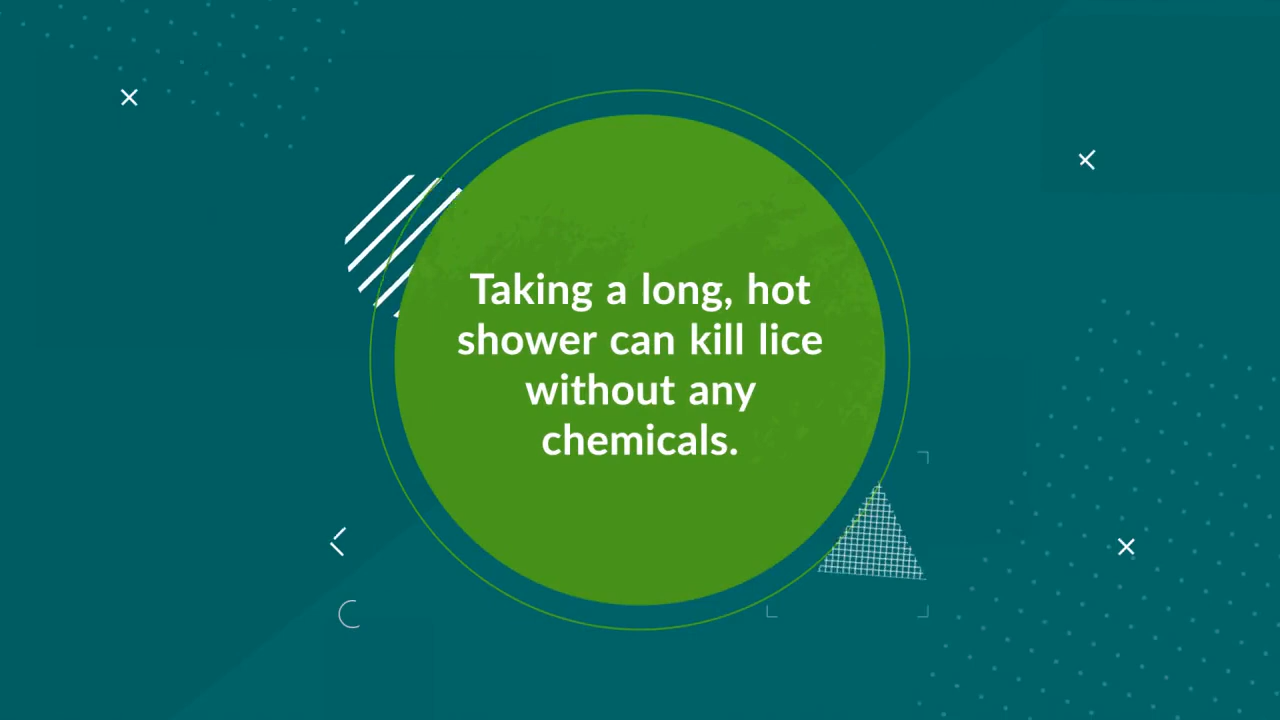 Taking a long, hot
shower can kill lice
without any
chemicals.